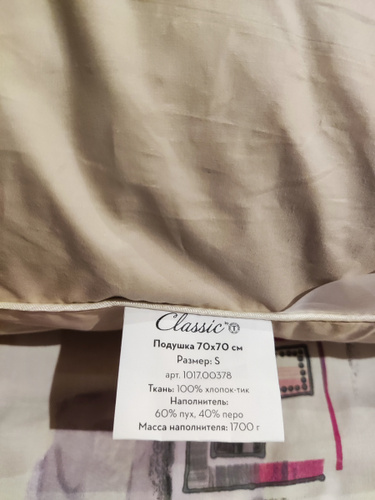 Classic™ T
Подушка 70х70 см
Размер: S
арт. 1017.00378
Ткань: 100% хлопок-тик
Наполнитель:
60% пух, 40% перо
Масса наполнителя: 1700 г